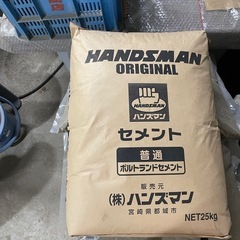 HANDSMAN
ORIGINAL
HANDSMAN
ハンズマン
セメント
普通
ポルトランドセメント
販売元
(株)ハンズマン
宮崎県都城市
NET25kg